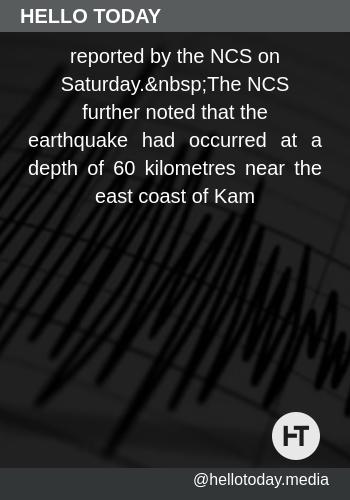 HELLO TODAY
reported by the NCS on
Saturday.&nbsp;The NCS
further noted that the
earthquake had occurred at a
depth of 60 kilometres near the
east coast of Kam
HT
@hellotoday.media